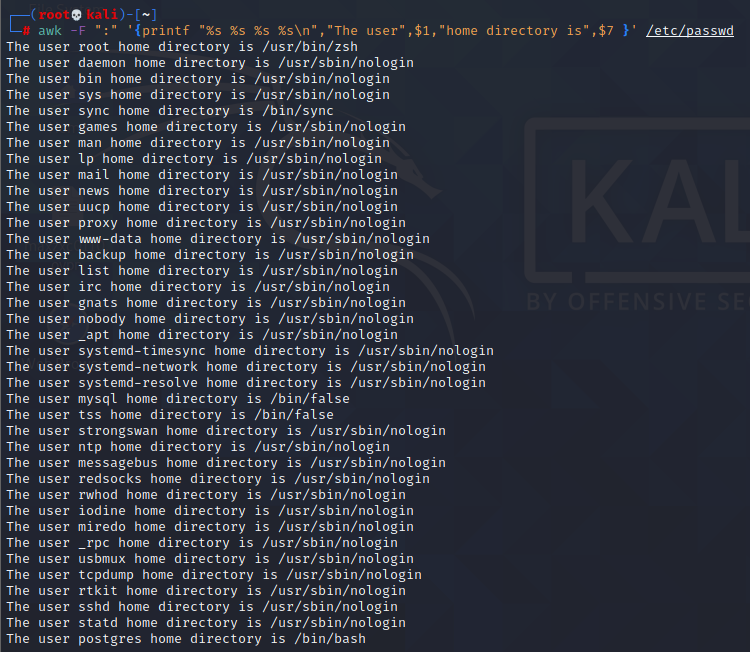 (root💀kali)-[~]
# awk -F ":" '{printf "%s %s %s %s\n","The user",$1,"home directory is",$7 }' /etc/passwd
The user root home directory is /usr/bin/zsh
The user daemon home directory is /usr/sbin/nologin
The user bin home directory is /usr/sbin/nologin
The user sys home directory is /usr/sbin/nologin
The user sync home directory is /bin/sync
The user games home directory is /usr/sbin/nologin
The user man home directory is /usr/sbin/nologin
The user lp home directory is /usr/sbin/nologin
The user mail home directory is /usr/sbin/nologin
The user news home directory is /usr/sbin/nologin
The user uucp home directory is /usr/sbin/nologin
The user proxy home directory is /usr/sbin/nologin
The user www-data home directory is /usr/sbin/nologin
The user backup home directory is /usr/sbin/nologin
The user list home directory is /usr/sbin/nologin
The user irc home directory is /usr/sbin/nologin
The user gnats home directory is /usr/sbin/nologin
The user nobody home directory is /usr/sbin/nologin
The user _apt home directory is /usr/sbin/nologin
The user systemd-timesync home directory is /usr/sbin/nologin
The user systemd-network home directory is /usr/sbin/nologin
The user systemd-resolve home directory is /usr/sbin/nologin
The user mysql home directory is /bin/false
The user tss home directory is /bin/false
The user strongswan home directory is /usr/sbin/nologin
The user ntp home directory is /usr/sbin/nologin
The user messagebus home directory is /usr/sbin/nologin
The user redsocks home directory is /usr/sbin/nologin
The user rwhod home directory is /usr/sbin/nologin
The user iodine home directory is /usr/sbin/nologin
The user miredo home directory is /usr/sbin/nologin
The user _rpc home directory is /usr/sbin/nologin
The user usbmux home directory is /usr/sbin/nologin
The user tcpdump home directory is /usr/sbin/nologin
The user rtkit home directory is /usr/sbin/nologin
The user sshd home directory is /usr/sbin/nologin
The user statd home directory is /usr/sbin/nologin
The user postgres home directory is /bin/bash
KAL
BY OFFENSIVE SE